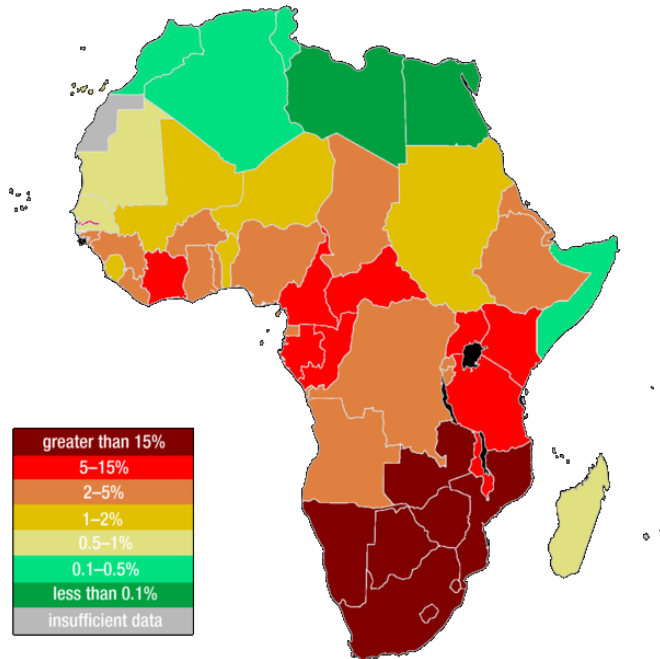 greater than 15%
5–15%
2–5%
1–2%
0.5–1%
0.1–0.5%
less than 0.1%
insufficient data